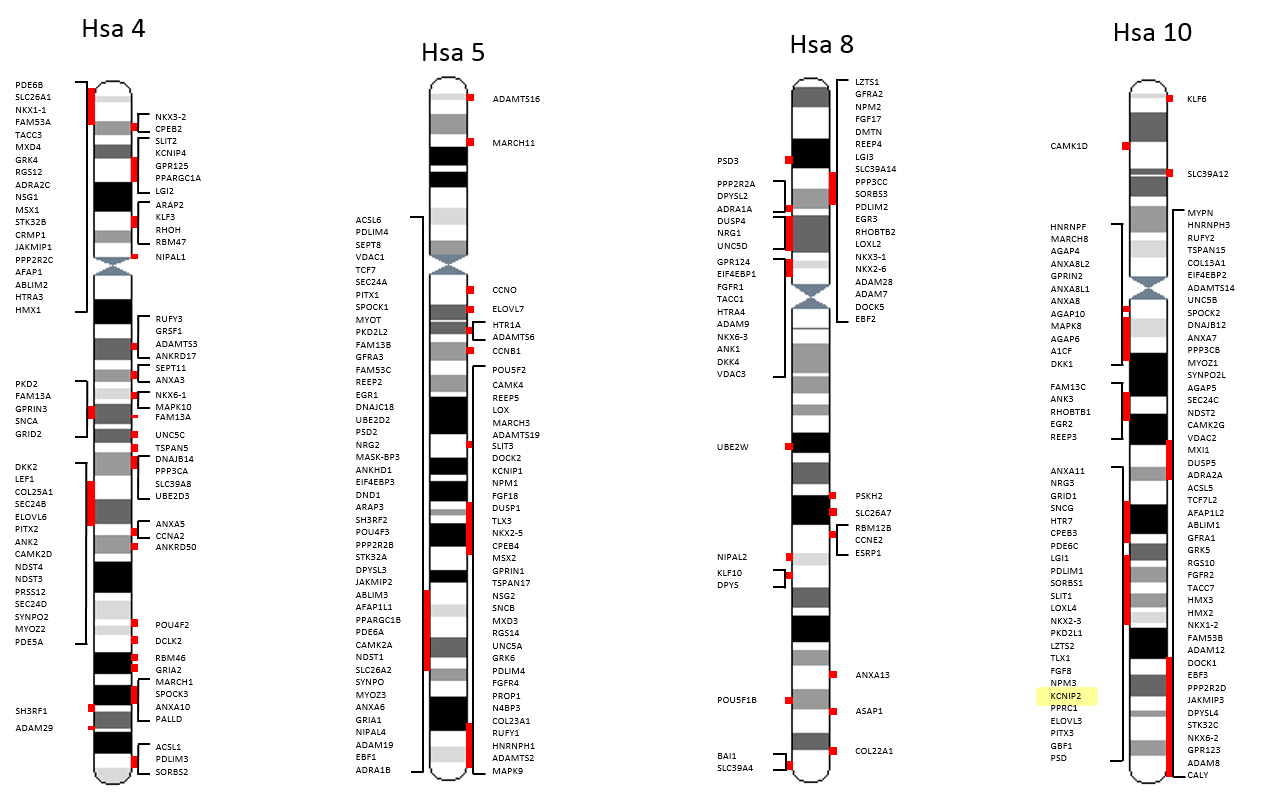 Hsa 4
PDE6B
SLC26A1
NKX1-1
FAM53A
TACC3
MXD4
GRK4
RGS12
ADRA2C
NSG1
MSX1
STK32B
CRMP1
JAKMIP1
PPP2R2C
AFAP1
ABLIM2
HTRA3
HMX1
PKD2
FAM13A
GPRIN3
SNCA
GRID2
DKK2
LEF1
COL25A1
SEC24B
ELOVL6
PITX2
ANK2
CAMK2D
NDST4
NDST3
PRSS12
SEC24D
SYNPO2
MYOZ2
PDE5A
SH3RF1
ADAM29
NKX3-2
CPEB2
SLIT2
KCNIP4
GPR125
PPARGC1A
LGI2
ARAP2
KLF3
RHOH
RBM47
NIPAL1
RUFY3
GRSF1
ADAMTS3
ANKRD17
SEPT11
ANXA3
NKX6-1
MAPK10
FAM13A
UNC5C
TSPAN5
DNAJB14
PPP3CA
SLC39A8
UBE2D3
ANXA5
CCNA2
ANKRD50
POU4F2
DCLK2
RBM46
GRIA2
MARCH1
SPOCK3
ANXA10
PALLD
ACSL1
PDLIM3
SORBS2
Hsa 5
ACSL6
PDLIM4
SEPT8
VDAC1
TCF7
SEC24A
PITX1
SPOCK1
MYOT
PKD2L2
FAM13B
GFRA3
FAM53C
REEP2
EGR1
DNAJC18
UBE2D2
PSD2
NRG2
MASK-BP3
ANKHD1
EIF4EBP3
DND1
ARAP3
SH3RF2
POU4F3
PPP2R2B
STK32A
DPYSL3
JAKMIP2
ABLIM3
AFAP1L1
PPARGC1B
PDE6A
CAMK2A
NDST1
SLC26A2
SYNPO
MYOZ3
ANXA6
GRIA1
NIPAL4
ADAM19
EBF1
ADRA1B
ADAMTS16
MARCH11
CCNO
ELOVL7
HTR1A
ADAMTS6
CCNB1
POU5F2
CAMK4
REEP5
LOX
MARCH3
ADAMTS19
SLIT3
DOCK2
KCNIP1
NPM1
FGF18
DUSP1
TLX3
NKX2-5
CPEB4
MSX2
GPRIN1
TSPAN17
NSG2
SNCB
MXD3
RGS14
UNC5A
GRK6
PDLIM4
FGFR4
PROP1
N4BP3
COL23A1
RUFY1
HNRNPH1
ADAMTS2
MAPK9
Hsa 8
PSD3
PPP2R2A
DPYSL2
ADRA1A
DUSP4
NRG1
UNC5D
GPR124
EIF4EBP1
FGFR1
TACC1
HTRA4
ADAM9
NKX6-3
ANK1
DKK4
VDAC3
UBE2W
NIPAL2
KLF10
DPYS
POU5F1B
BAI1
SLC39A4
LZTS1
GFRA2
NPM2
FGF17
DMTN
REEP4
LGI3
SLC39A14
PPP3CC
SORBS3
PDLIM2
EGR3
RHOBTB2
LOXL2
NKX3-1
NKX2-6
ADAM28
ADAM7
DOCK5
EBF2
PSKH2
SLC26A7
RBM12B
CCNE2
ESRP1
ANXA13
ASAP1
COL22A1
Hsa 10
CAMK1D
HNRNPF
MARCH8
AGAP4
ANXA8L2
GPRIN2
ANXA8L1
ANXA8
AGAP10
MAPK8
AGAP6
A1CF
DKK1
FAM13C
ANK3
RHOBTB1
EGR2
REEP3
ANXA11
NRG3
GRID1
SNCG
HTR7
CPEB3
PDE6C
LGI1
PDLIM1
SORBS1
SLIT1
LOXL4
NKX2-3
PKD2L1
LZTS2
TLX1
FGF8
NPM3
KCNIP2
PPRC1
ELOVL3
PITX3
GBF1
PSD
KLF6
SLC39A12
MYPN
HNRNPH3
RUFY2
TSPAN15
COL13A1
EIF4EBP2
ADAMTS14
UNC5B
SPOCK2
DNAJB12
ANXA7
PPP3CB
MYOZ1
SYNPO2L
AGAP5
SEC24C
NDST2
CAMK2G
VDAC2
MXI1
DUSP5
ADRA2A
ACSL5
TCF7L2
AFAP1L2
ABLIM1
GFRA1
GRK5
RGS10
FGFR2
TACC7
HMX3
HMX2
NKX1-2
FAM53B
ADAM12
DOCK1
EBF3
PPP2R2D
JAKMIP3
DPYSL4
STK32C
NKX6-2
GPR123
ADAM8
CALY